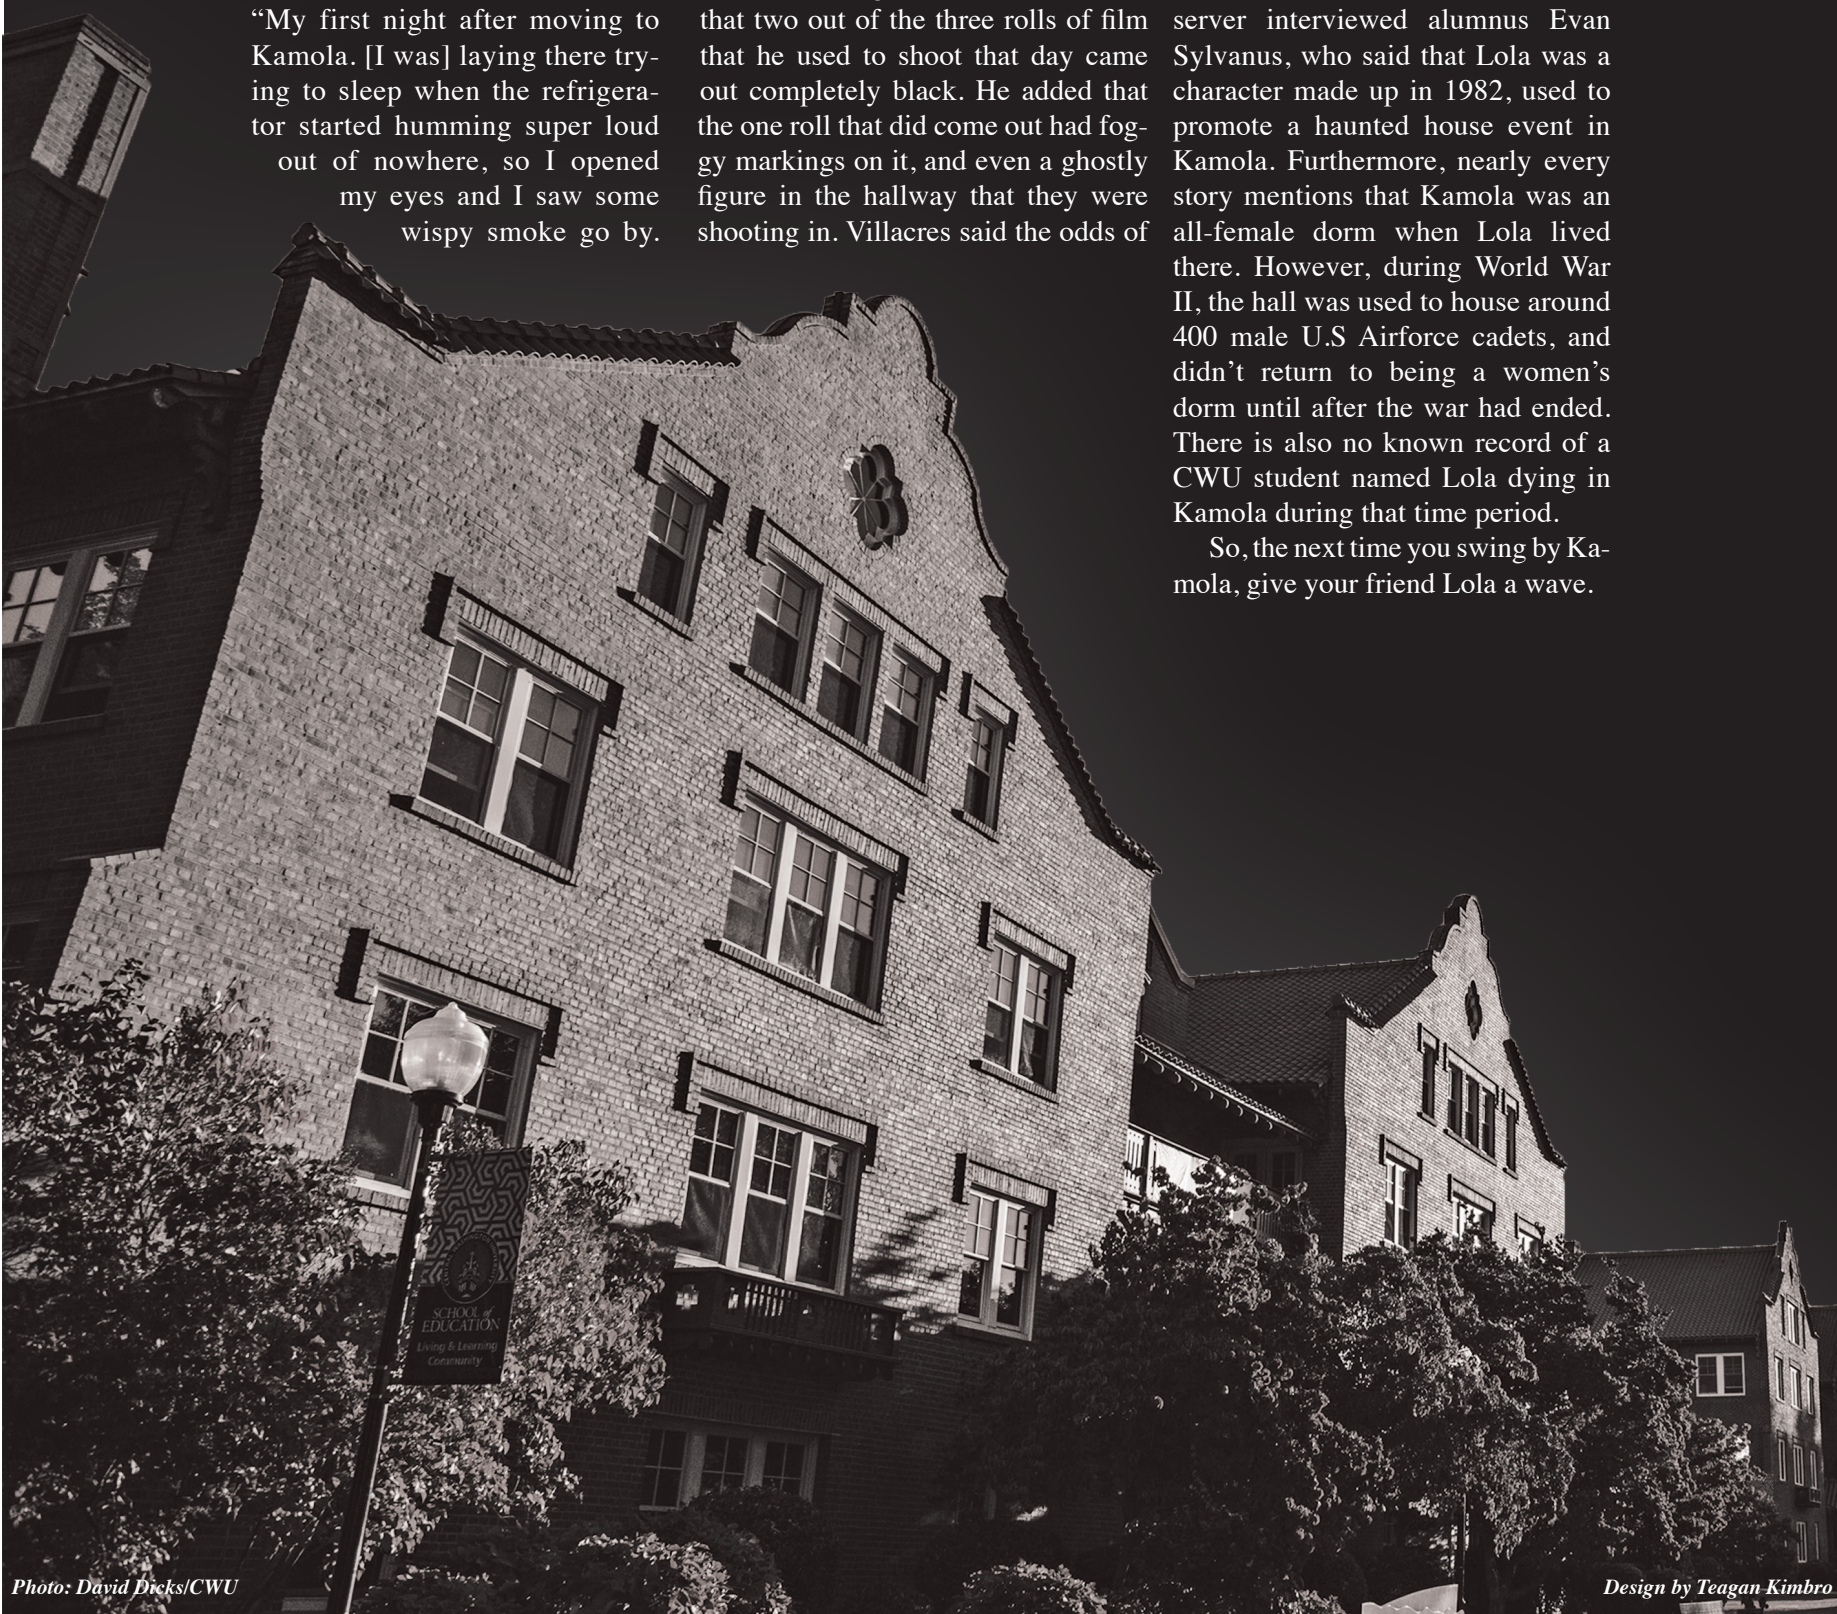 “My first night after moving to
Kamola. [I was] laying there try-
ing to sleep when the refrigera-
tor started humming super loud
out of nowhere, so I opened
my eyes and I saw some
wispy smoke go by.
that two out of the three rolls of film
that he used to shoot that day came
out completely black. He added that
the one roll that did come out had fog-
gy markings on it, and even a ghostly
figure in the hallway that they were
shooting in. Villacres said the odds of
server interviewed alumnus Evan
Sylvanus, who said that Lola was a
character made up in 1982, used to
promote a haunted house event in
Kamola. Furthermore, nearly every
story mentions that Kamola was an
all-female dorm when Lola lived
there. However, during World War
II, the hall was used to house around
400 male U.S Airforce cadets, and
didn’t return to being a women’s
dorm until after the war had ended.
There is also no known record of a
CWU student named Lola dying in
Kamola during that time period.
So, the next time you swing by Ka-
mola, give your friend Lola a wave.
SCHOOL of
EDUCATION
Living & Learning
Community
Photo: David Dicks/CWU
Design by Teagan Kimbro